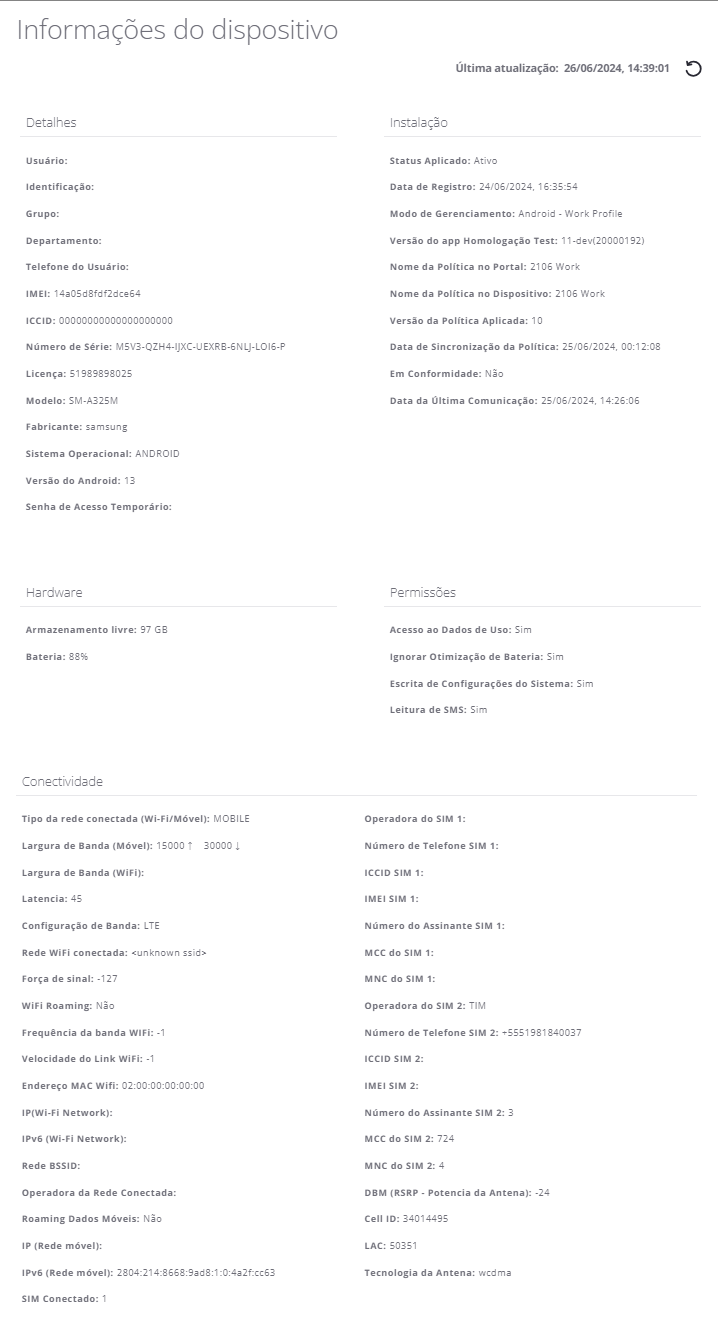 Informações do dispositivo
Última atualização: 26/06/2024, 14:39:01
Detalhes
Usuário:
Identificação:
Grupo:
Departamento:
Telefone do Usuário:
IMEI: 14a05d8fdf2dce64
ICCID: 00000000000000000000
Número de Série: M5V3-QZH4-IJXC-UEXRB-6NLJ-LOI6-P
Licença: 51989898025
Modelo: SM-A325M
Fabricante: samsung
Sistema Operacional: ANDROID
Versão do Android: 13
Senha de Acesso Temporário:
Instalação
Status Aplicado: Ativo
Data de Registro: 24/06/2024, 16:35:54
Modo de Gerenciamento: Android - Work Profile
Versão do app Homologação Test: 11-dev(20000192)
Nome da Política no Portal: 2106 Work
Nome da Política no Dispositivo: 2106 Work
Versão da Política Aplicada: 10
Data de Sincronização da Política: 25/06/2024, 00:12:08
Em Conformidade: Não
Data da Última Comunicação: 25/06/2024, 14:26:06
Hardware
Armazenamento livre: 97 GB
Bateria: 88%
Permissões
Acesso ao Dados de Uso: Sim
Ignorar Otimização de Bateria: Sim
Escrita de Configurações do Sistema: Sim
Leitura de SMS: Sim
Conectividade
Tipo da rede conectada (Wi-Fi/Móvel): MOBILE
Largura de Banda (Móvel): 15000 ↑ 30000 ↓
Largura de Banda (WiFi):
Latencia: 45
Configuração de Banda: LTE
Rede WiFi conectada: <unknown ssid>
Força de sinal: -127
WiFi Roaming: Não
Frequência da banda WIFi: -1
Velocidade do Link WiFi: -1
Endereço MAC Wifi: 02:00:00:00:00:00
IP(Wi-Fi Network):
IPv6 (Wi-Fi Network):
Rede BSSID:
Operadora da Rede Conectada:
Roaming Dados Móveis: Não
IP (Rede móvel):
IPv6 (Rede móvel): 2804:214:8668:9ad8:1:0:4a2f:cc63
SIM Conectado: 1
Operadora do SIM 1:
Número de Telefone SIM 1:
ICCID SIM 1:
IMEI SIM 1:
Número do Assinante SIM 1:
MCC do SIM 1:
MNC do SIM 1:
Operadora do SIM 2: TIM
Número de Telefone SIM 2: +5551981840037
ICCID SIM 2:
IMEI SIM 2:
Número do Assinante SIM 2: 3
MCC do SIM 2: 724
MNC do SIM 2: 4
DBM (RSRP - Potencia da Antena): -24
Cell ID: 34014495
LAC: 50351
Tecnologia da Antena: wcdma